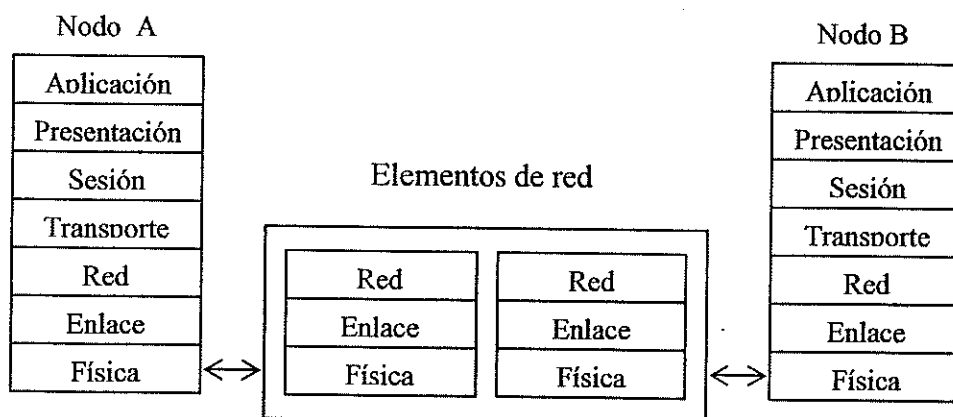 Nodo A
Aplicación
Presentación
Sesión
Transporte
Red
Enlace
Física
Elementos de red
Red
Enlace
Física
Red
Enlace
Física
Nodo B
Aplicación
Presentación
Sesión
Transporte
Red
Enlace
Física